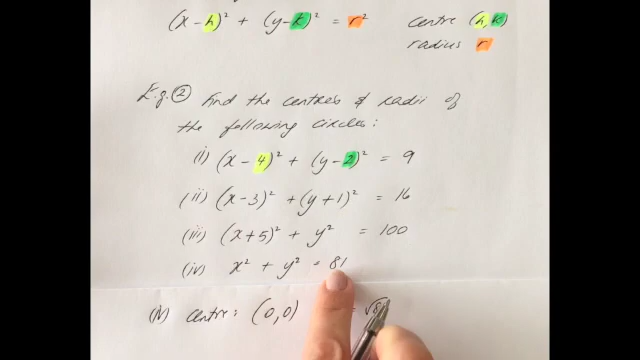 (x-h)² + (y-k)² = r² centre (h,k)
radius r
E.g. ② Find the centres & radii of
the following circles:
(i) (x-4)² + (y-2)² = 9
(ii) (x-3)² + (y+1)² = 16
(iii) (x+5)² + y² = 100
(iv) x² + y² = 81
(iv) centre: (0,0) = √8